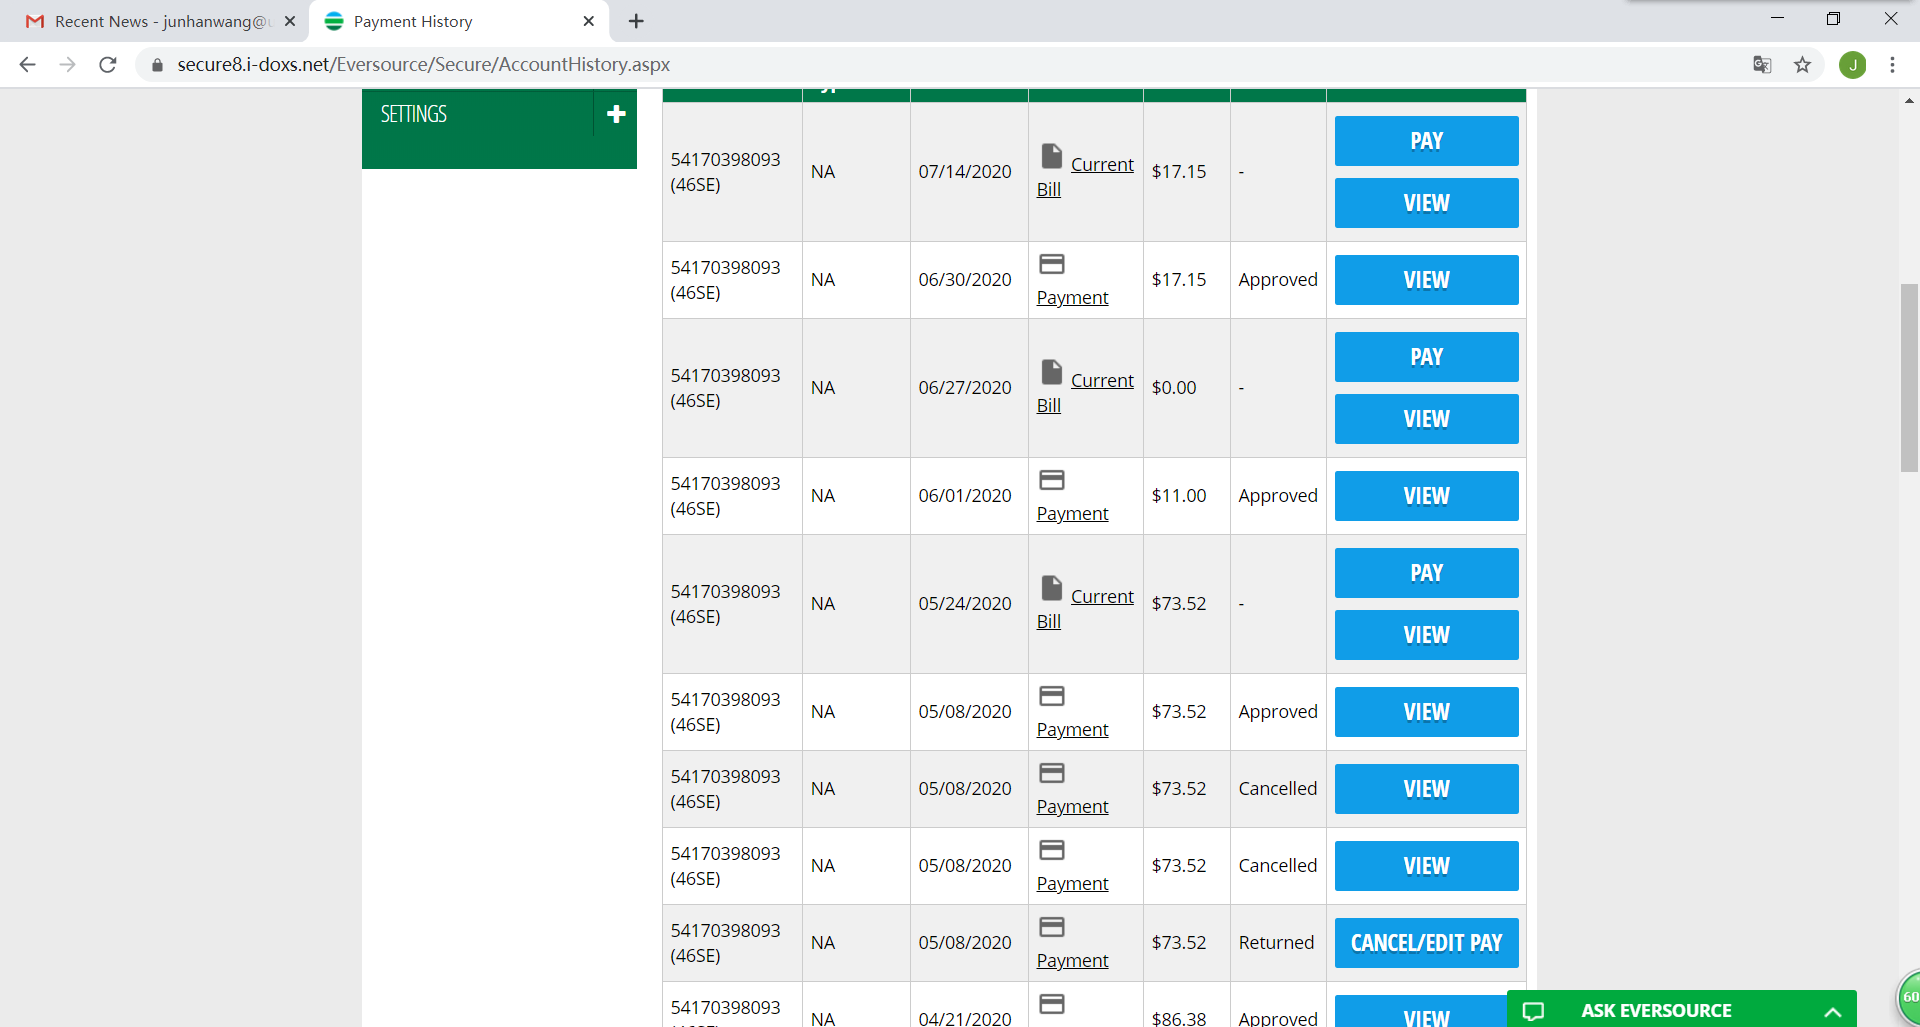 Recent News - junhanwang@u
Payment History
secure8.i-doxs.net/Eversource/Secure/AccountHistory.aspx
J
SETTINGS
54170398093
(46SE)
NA
07/14/2020
Current
Bill
$17.15
-
PAY
VIEW
54170398093
(46SE)
NA
06/30/2020
Payment
$17.15
Approved
VIEW
54170398093
(46SE)
NA
06/27/2020
Current
Bill
$0.00
-
PAY
VIEW
54170398093
(46SE)
NA
06/01/2020
Payment
$11.00
Approved
VIEW
54170398093
(46SE)
NA
05/24/2020
Current
Bill
$73.52
-
PAY
VIEW
54170398093
(46SE)
NA
05/08/2020
Payment
$73.52
Approved
VIEW
54170398093
(46SE)
NA
05/08/2020
Payment
$73.52
Cancelled
VIEW
54170398093
(46SE)
NA
05/08/2020
Payment
$73.52
Cancelled
VIEW
54170398093
(46SE)
NA
05/08/2020
Payment
$73.52
Returned
CANCEL/EDIT PAY
54170398093
NA
04/21/2020
$86.38
Approved
VIEW
ASK EVERSOURCE
60